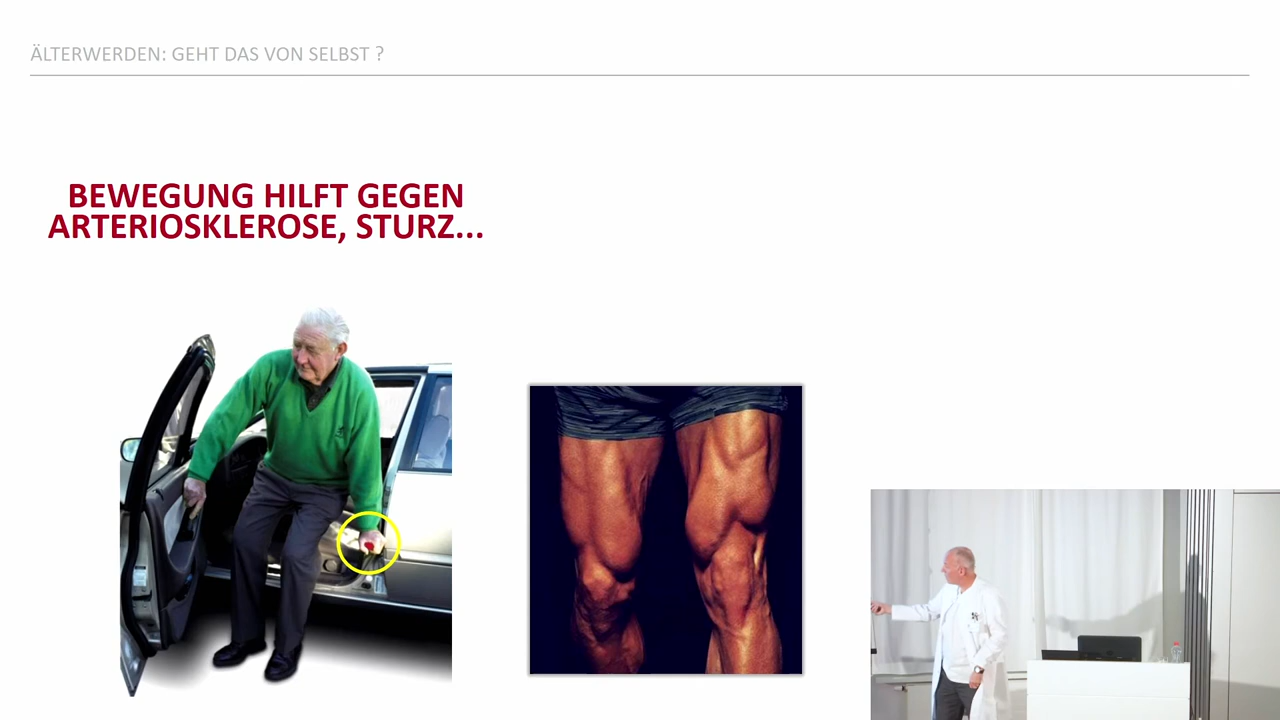 ÄLTERWERDEN: GEHT DAS VON SELBST ?
BEWEGUNG HILFT GEGEN
ARTERIOSKLEROSE, STURZ...